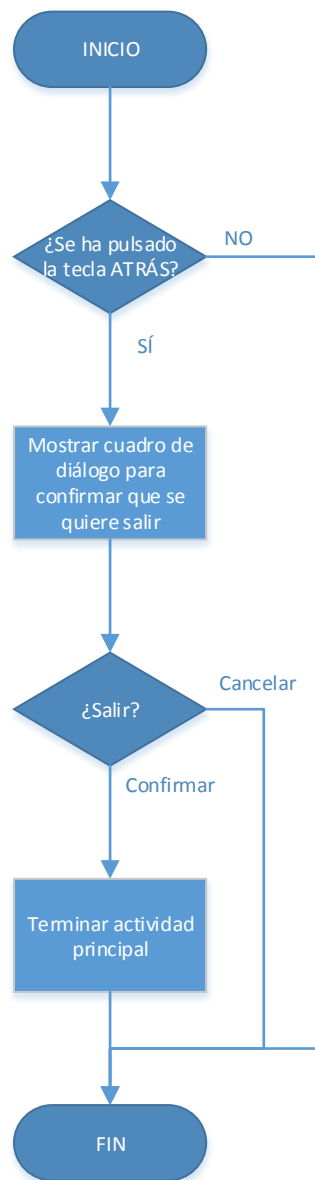 INICIO
¿Se ha pulsado
la tecla ATRÁS?
NO
SÍ
Mostrar cuadro de
diálogo para
confirmar que se
quiere salir
¿Salir?
Cancelar
Confirmar
Terminar actividad
principal
FIN